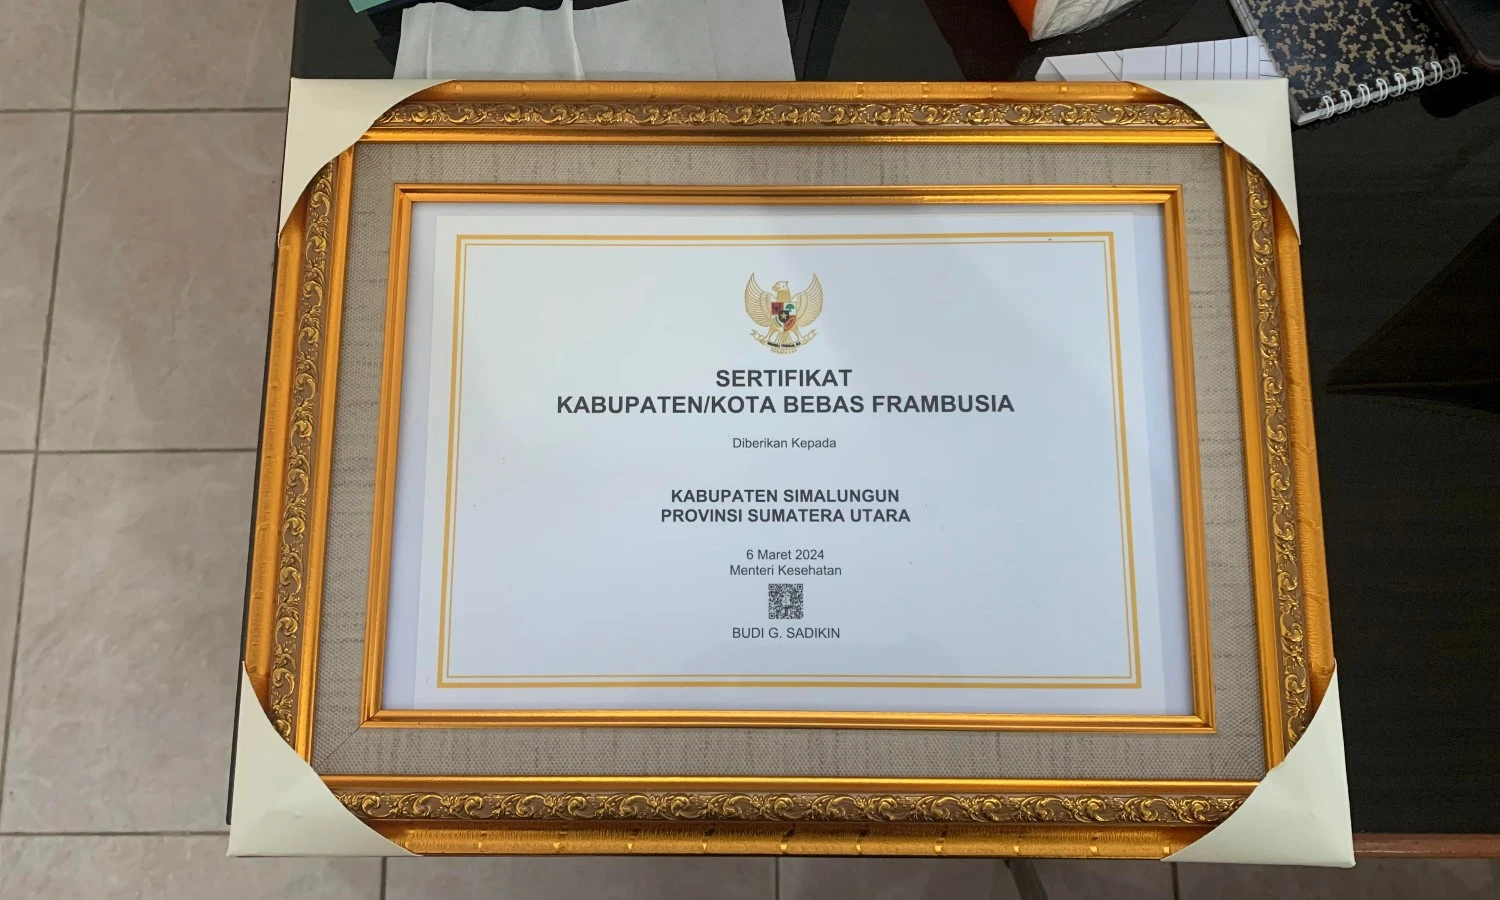 SERTIFIKAT
KABUPATEN/KOTA BEBAS FRAMBUSIA
Diberikan Kepada
KABUPATEN SIMALUNGUN
PROVINSI SUMATERA UTARA
6 Maret 2024
Menteri Kesehatan
BUDI G. SADIKIN